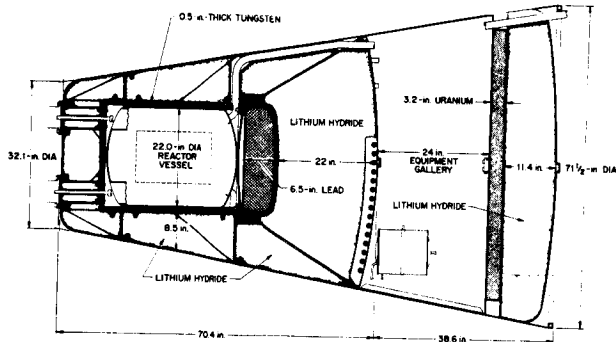 0.5-in.-THICK TUNGSTEN
3.2-in. URANIUM
LITHIUM HYDRIDE
32.1-in. DIA
22.0-in. DIA
REACTOR
VESSEL
22 in.
24 in.
EQUIPMENT
GALLERY
11.4 in.
71 1/2-in. DIA
6.5-in. LEAD
LITHIUM HYDRIDE
8.5 in.
LITHIUM HYDRIDE
70.4 in.
38.6 in.